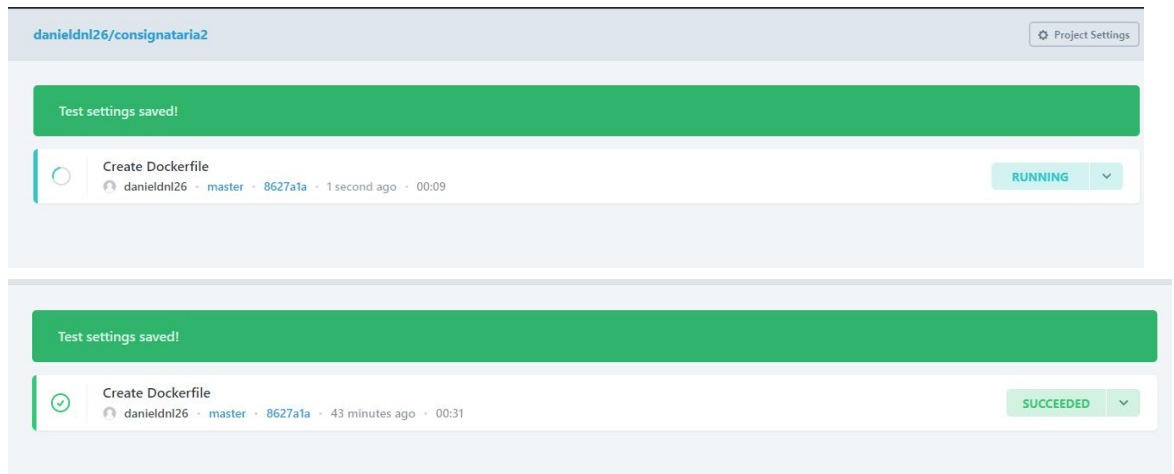 danieldnl26/consignataria2
Project Settings
Test settings saved!
Create Dockerfile
danieldnl26 · master · 8627a1a · 1 second ago · 00:09
RUNNING
Test settings saved!
Create Dockerfile
danieldnl26 · master · 8627a1a · 43 minutes ago · 00:31
SUCCEEDED